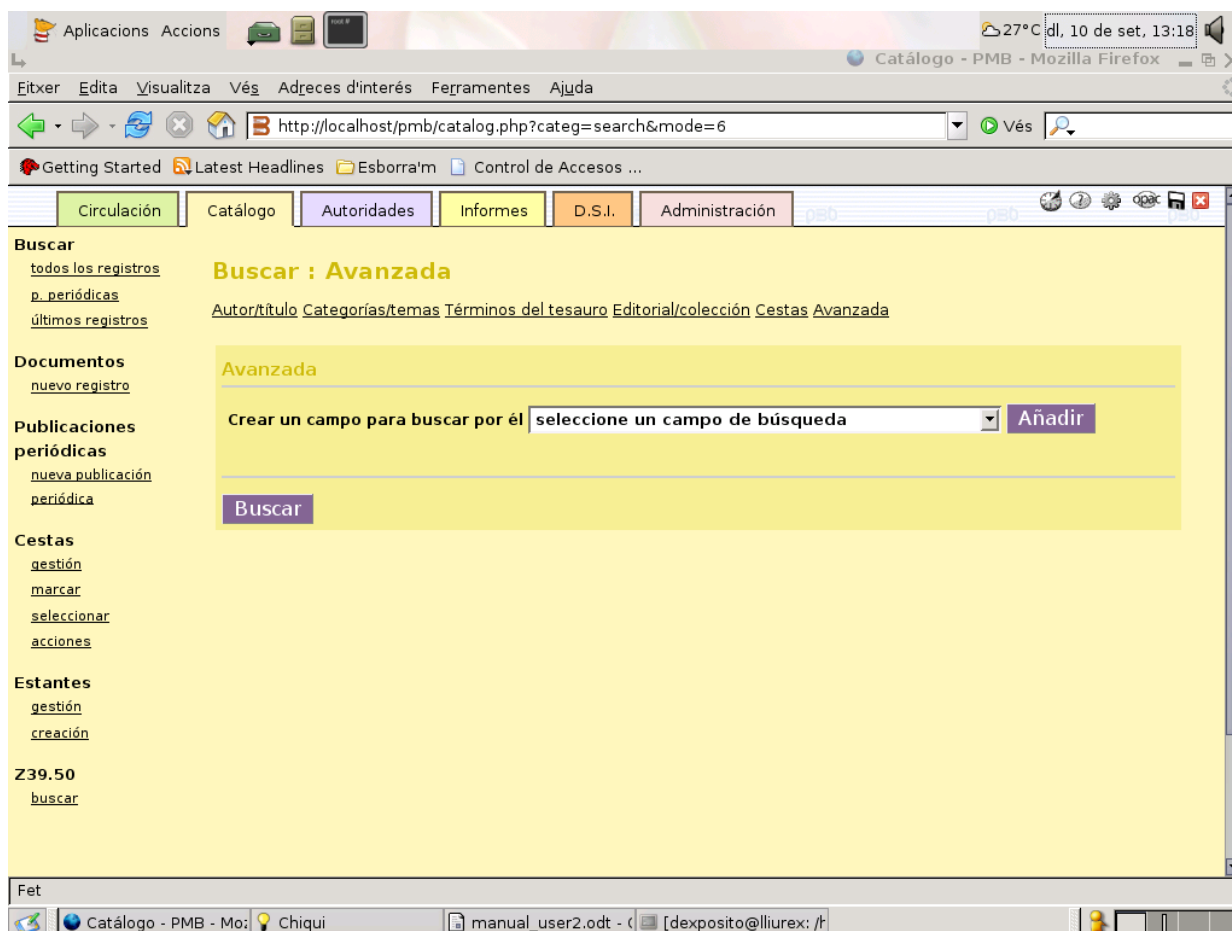 Aplicacions Accions
27°C dl, 10 de set, 13:18
Catálogo - PMB - Mozilla Firefox
Fitxer Edita Visualitza Vés Adreces d'interés Ferramentes Ajuda
http://localhost/pmb/catalog.php?categ=search&mode=6 Vés
Getting Started Latest Headlines Esborra'm Control de Accesos ...
Circulación Catálogo Autoridades Informes D.S.I. Administración opac
Buscar
todos los registros
p. periódicas
últimos registros
Documentos
nuevo registro
Publicaciones
periódicas
nueva publicación
periódica
Cestas
gestión
marcar
seleccionar
acciones
Estantes
gestión
creación
Z39.50
buscar
Buscar : Avanzada
Autor/título Categorías/temas Términos del tesauro Editorial/colección Cestas Avanzada
Avanzada
Crear un campo para buscar por él seleccione un campo de búsqueda Añadir
Buscar
Fet
Catálogo - PMB - Moz Chiqui manual_user2.odt - ( [dexposito@lliurex: /h